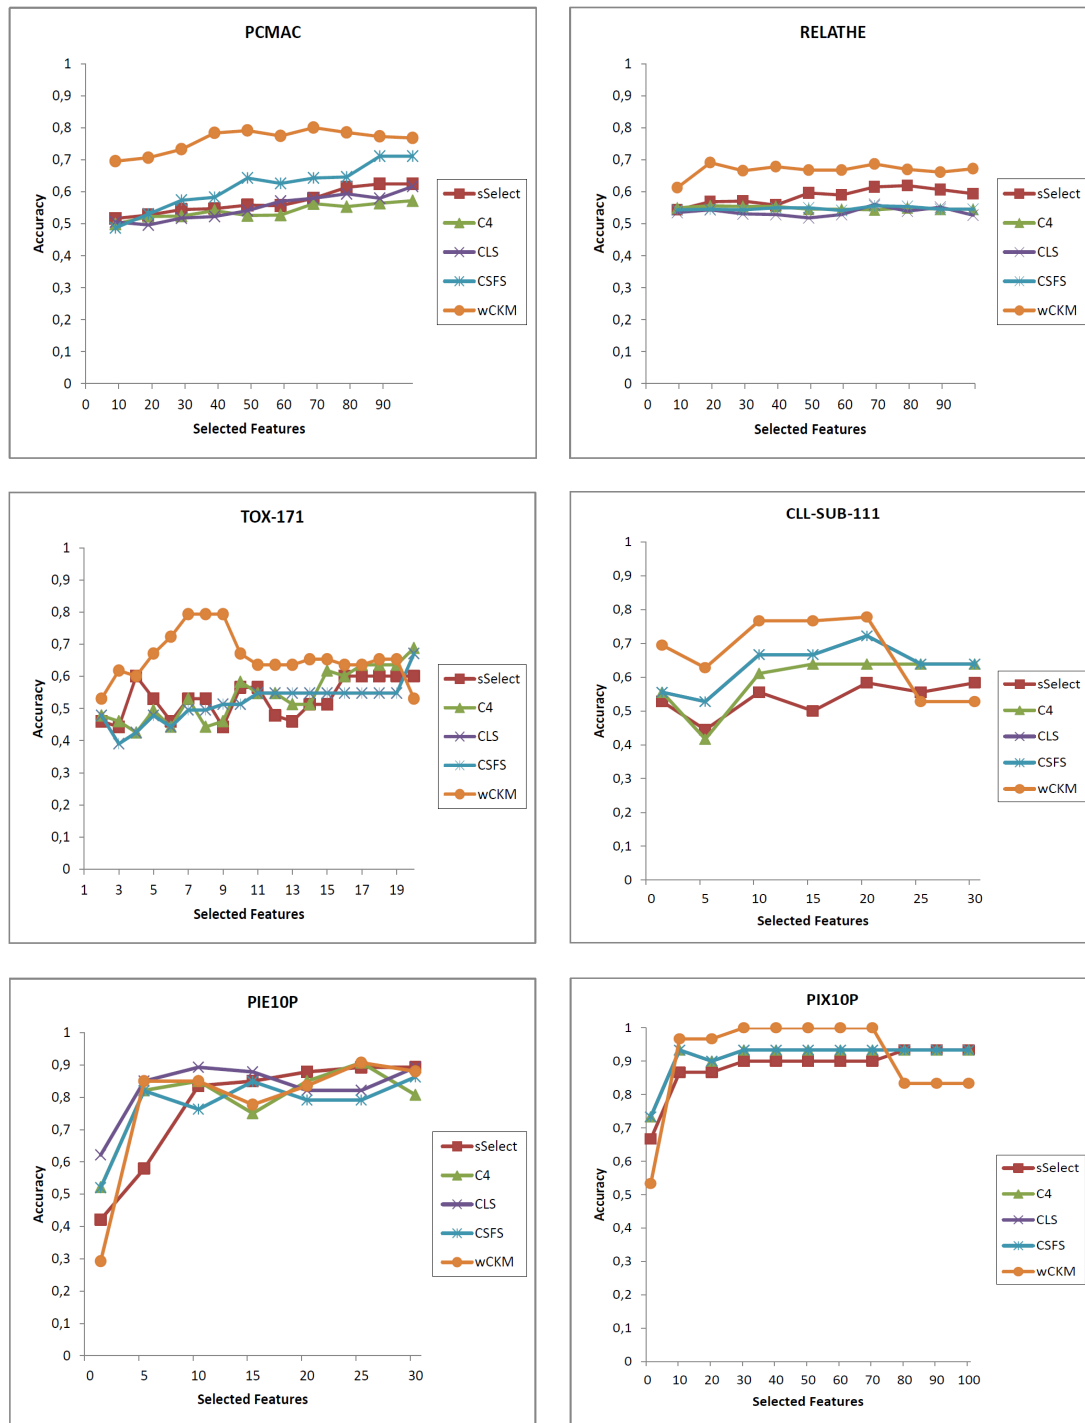 PCMAC
1
0,9
0,8
0,7
0,6
0,5
0,4
0,3
0,2
0,1
0
Accuracy
0 10 20 30 40 50 60 70 80 90
Selected Features
sSelect
C4
CLS
CSFS
wCKM
RELATHE
1
0,9
0,8
0,7
0,6
0,5
0,4
0,3
0,2
0,1
0
Accuracy
0 10 20 30 40 50 60 70 80 90
Selected Features
sSelect
C4
CLS
CSFS
wCKM
TOX-171
1
0,9
0,8
0,7
0,6
0,5
0,4
0,3
0,2
0,1
0
Accuracy
1 3 5 7 9 11 13 15 17 19
Selected Features
sSelect
C4
CLS
CSFS
wCKM
CLL-SUB-111
1
0,9
0,8
0,7
0,6
0,5
0,4
0,3
0,2
0,1
0
Accuracy
0 5 10 15 20 25 30
Selected Features
sSelect
C4
CLS
CSFS
wCKM
PIE10P
1
0,9
0,8
0,7
0,6
0,5
0,4
0,3
0,2
0,1
0
Accuracy
0 5 10 15 20 25 30
Selected Features
sSelect
C4
CLS
CSFS
wCKM
PIX10P
1
0,9
0,8
0,7
0,6
0,5
0,4
0,3
0,2
0,1
0
Accuracy
0 10 20 30 40 50 60 70 80 90 100
Selected Features
sSelect
C4
CLS
CSFS
wCKM